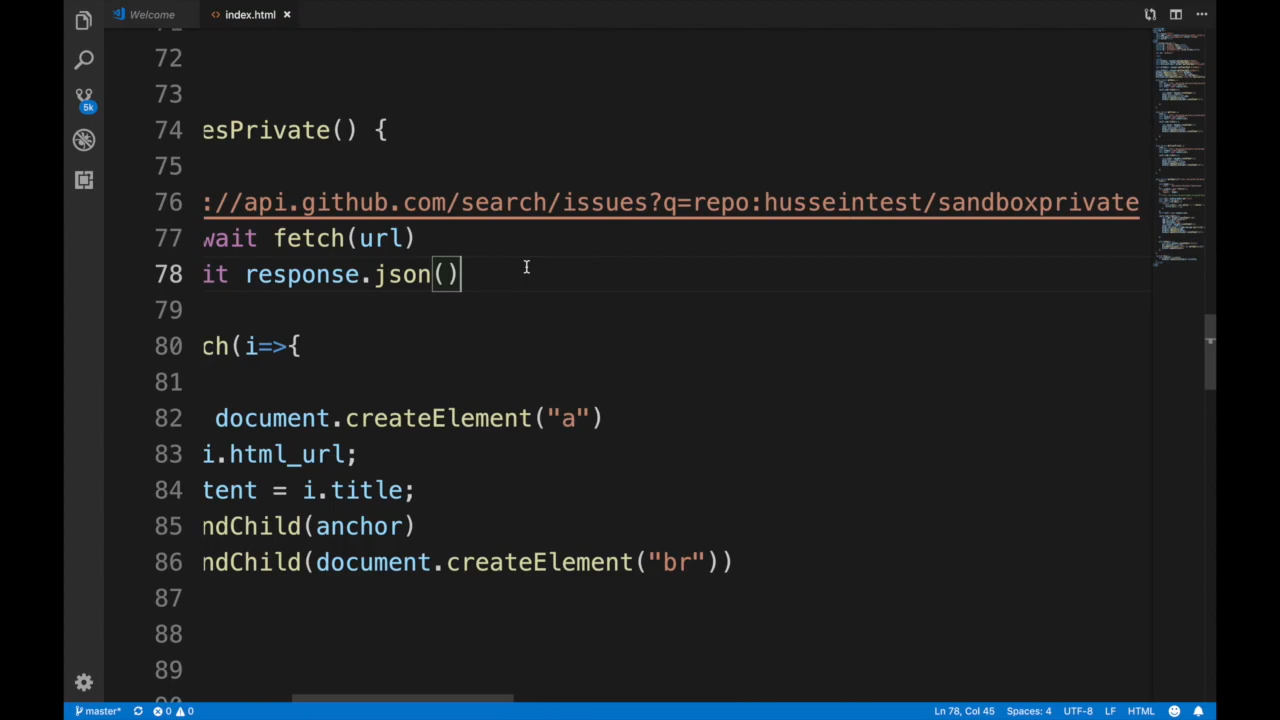 Welcome
index.html
72
73
74 esPrivate() {
75
76 ://api.github.com/search/issues?q=repo:husseintest/sandboxprivate
77 wait fetch(url)
78 it response.json()
79
80 ch(i=>{
81
82 document.createElement("a")
83 i.html_url;
84 tent = i.title;
85 ndChild(anchor)
86 ndChild(document.createElement("br"))
87
88
89
5k
master* 0 0 Ln 78, Col 45 Spaces: 4 UTF-8 LF HTML